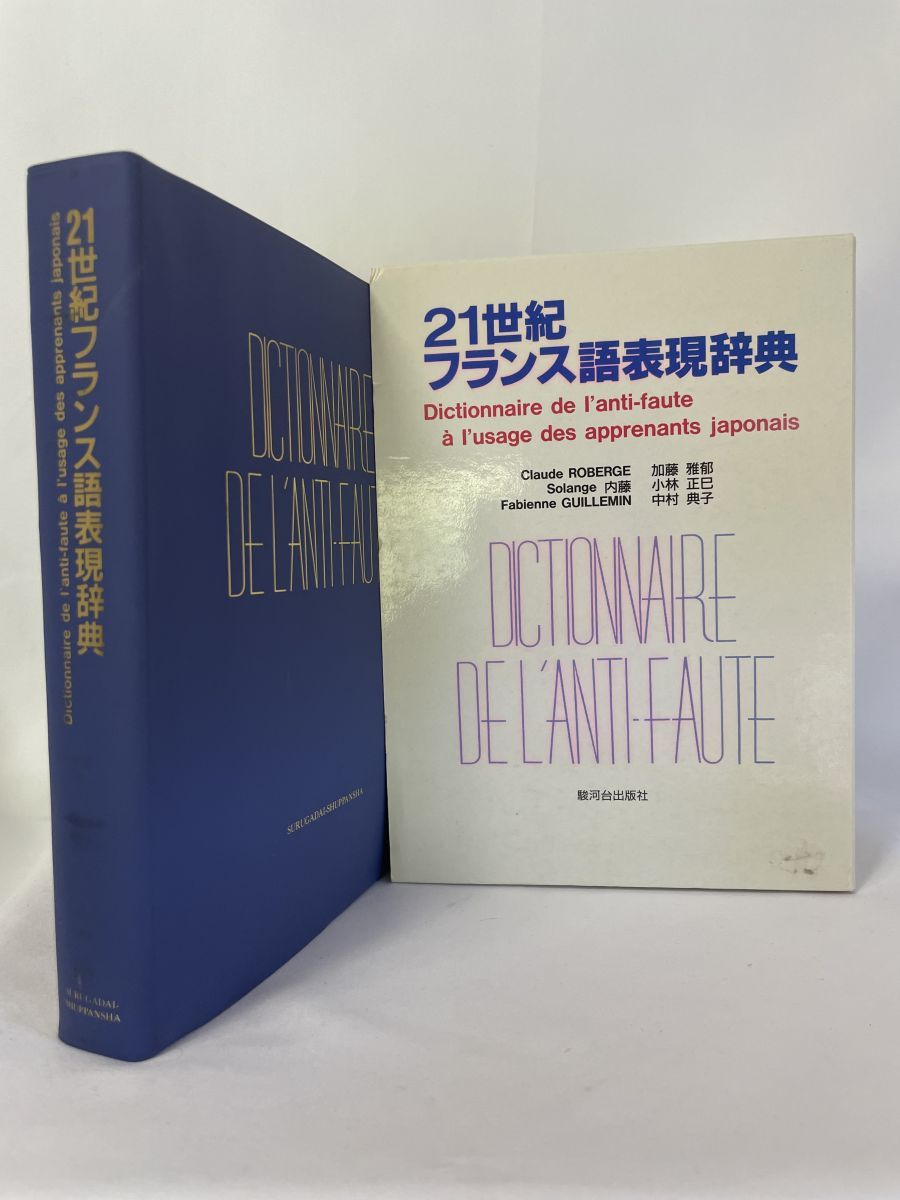 21世紀フランス語表現辞典
Dictionnaire de l'anti-faute à l'usage des apprenants japonais
SURUGADAI-
SHUPPANSHA
DICTIONNAIRE
DE L'ANTI-FAUT
SURUGADAI-SHUPPANSHA
21世紀
フランス語表現辞典
Dictionnaire de l'anti-faute
à l'usage des apprenants japonais
Claude ROBERGE 加藤 雅郁
Solange 内藤 小林 正巳
Fabienne GUILLEMIN 中村 典子
DICTIONNAIRE
DE L'ANTI-FAUTE
駿河台出版社